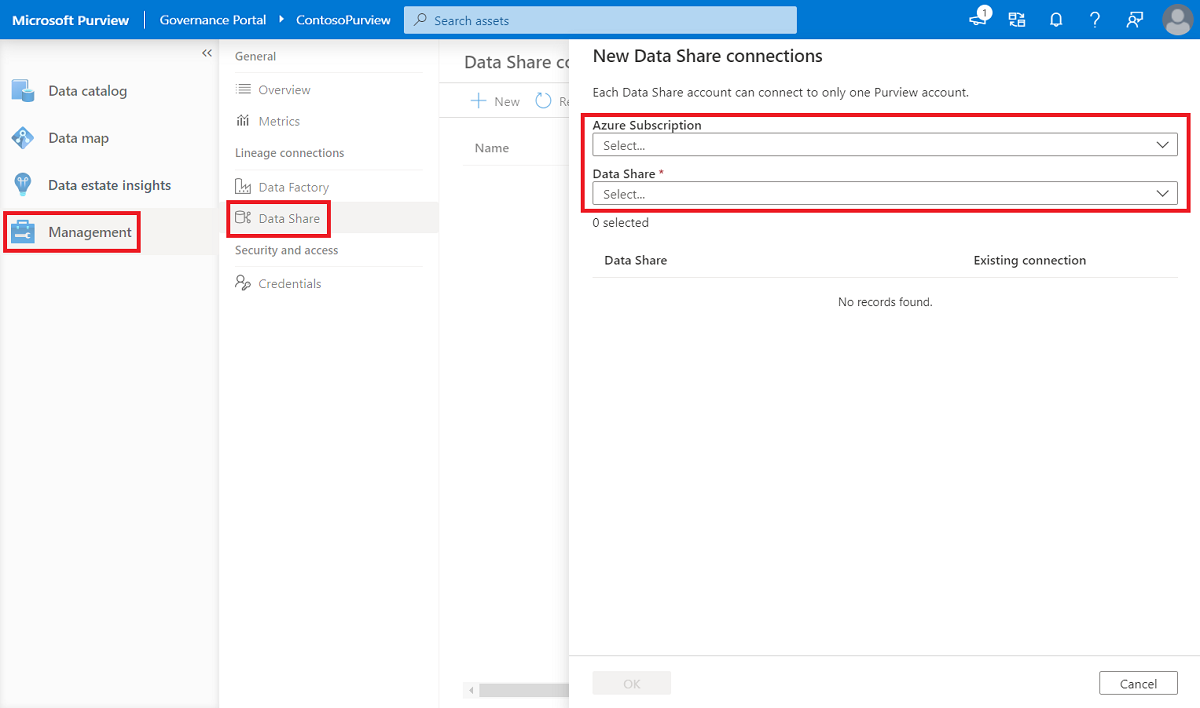 Microsoft Purview
Governance Portal
ContosoPurview
Search assets
1
Data catalog
Data map
Data estate insights
Management
General
Overview
Metrics
Lineage connections
Data Factory
Data Share
Security and access
Credentials
Data Share co
New
Re
Name
New Data Share connections
Each Data Share account can connect to only one Purview account.
Azure Subscription
Select...
Data Share *
Select...
0 selected
Data Share Existing connection
No records found.
OK
Cancel